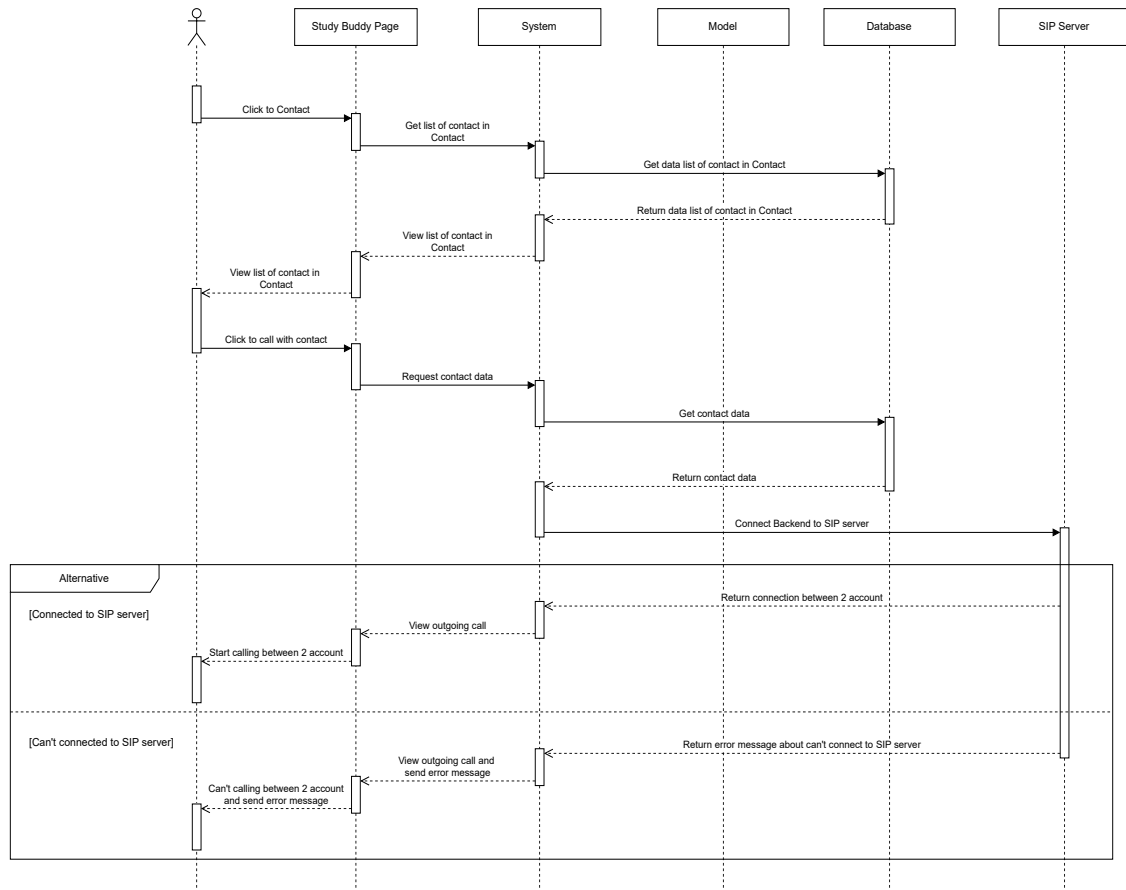 Study Buddy Page
System
Model
Database
SIP Server
Click to Contact
Get list of contact in
Contact
Get data list of contact in Contact
Return data list of contact in Contact
View list of contact in
Contact
View list of contact in
Contact
Click to call with contact
Request contact data
Get contact data
Return contact data
Connect Backend to SIP server
Alternative
[Connected to SIP server]
Return connection between 2 account
View outgoing call
Start calling between 2 account
[Can't connected to SIP server]
Return error message about can't connect to SIP server
View outgoing call and
send error message
Can't calling between 2 account
and send error message